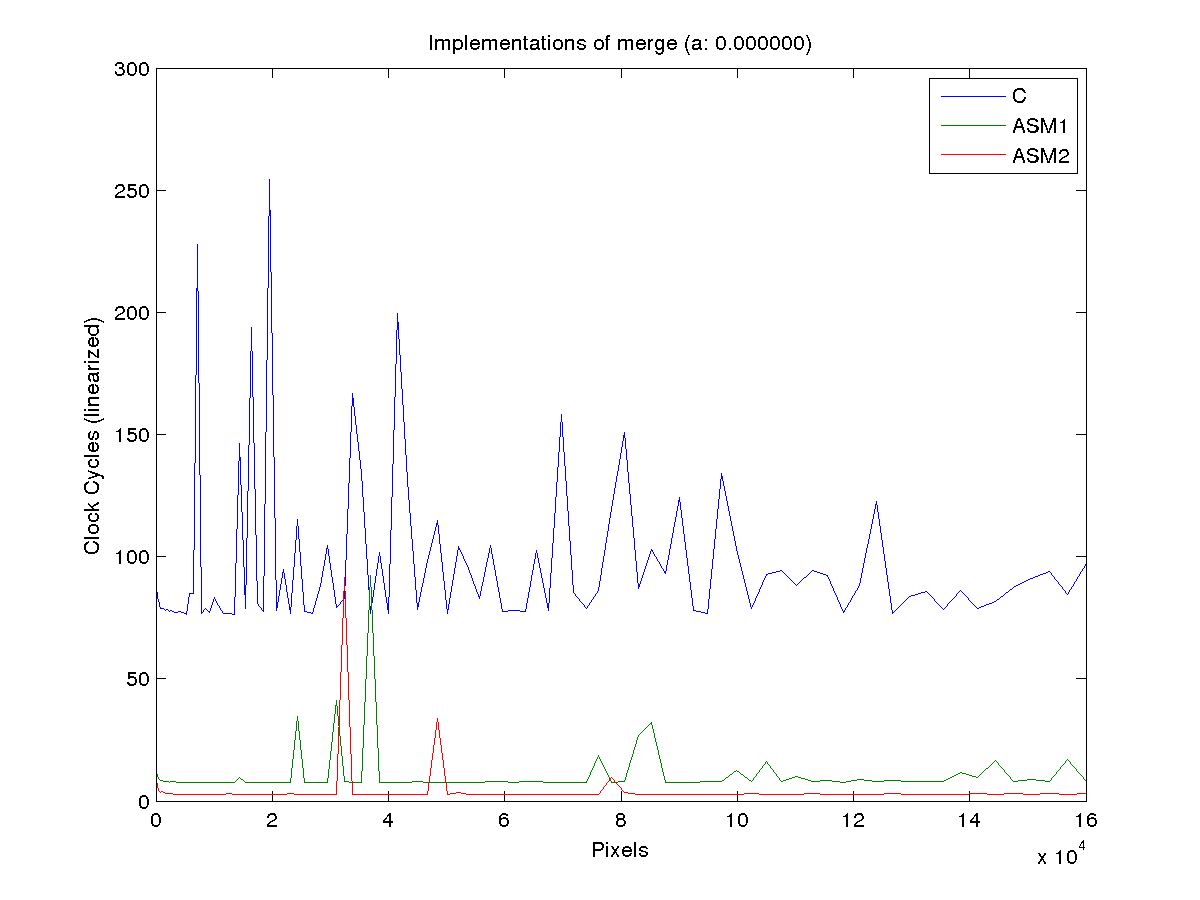 Implementations of merge (a: 0.000000)
300
250
200
150
100
50
0
Clock Cycles (linearized)
C
ASM1
ASM2
0 2 4 6 8 10 12 14 16
Pixels
x 10^4